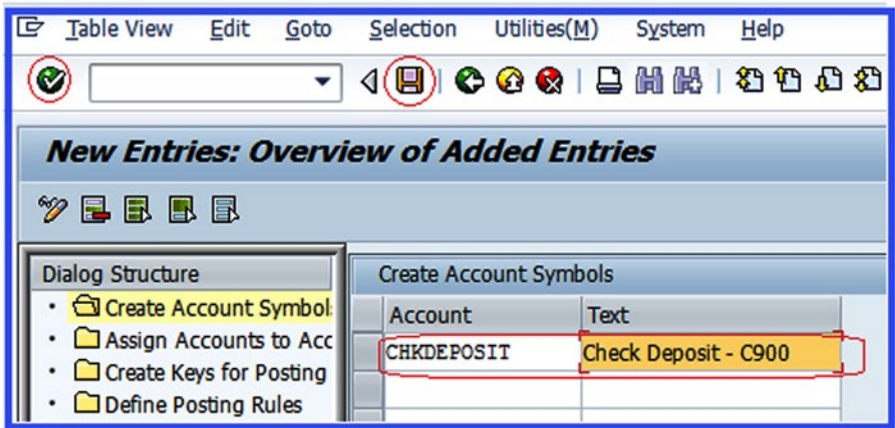 Table View Edit Goto Selection Utilities(M) System Help
New Entries: Overview of Added Entries
Dialog Structure
Create Account Symbol
Assign Accounts to Acc
Create Keys for Posting
Define Posting Rules
Create Account Symbols
Account Text
CHKDEPOSIT Check Deposit - C900